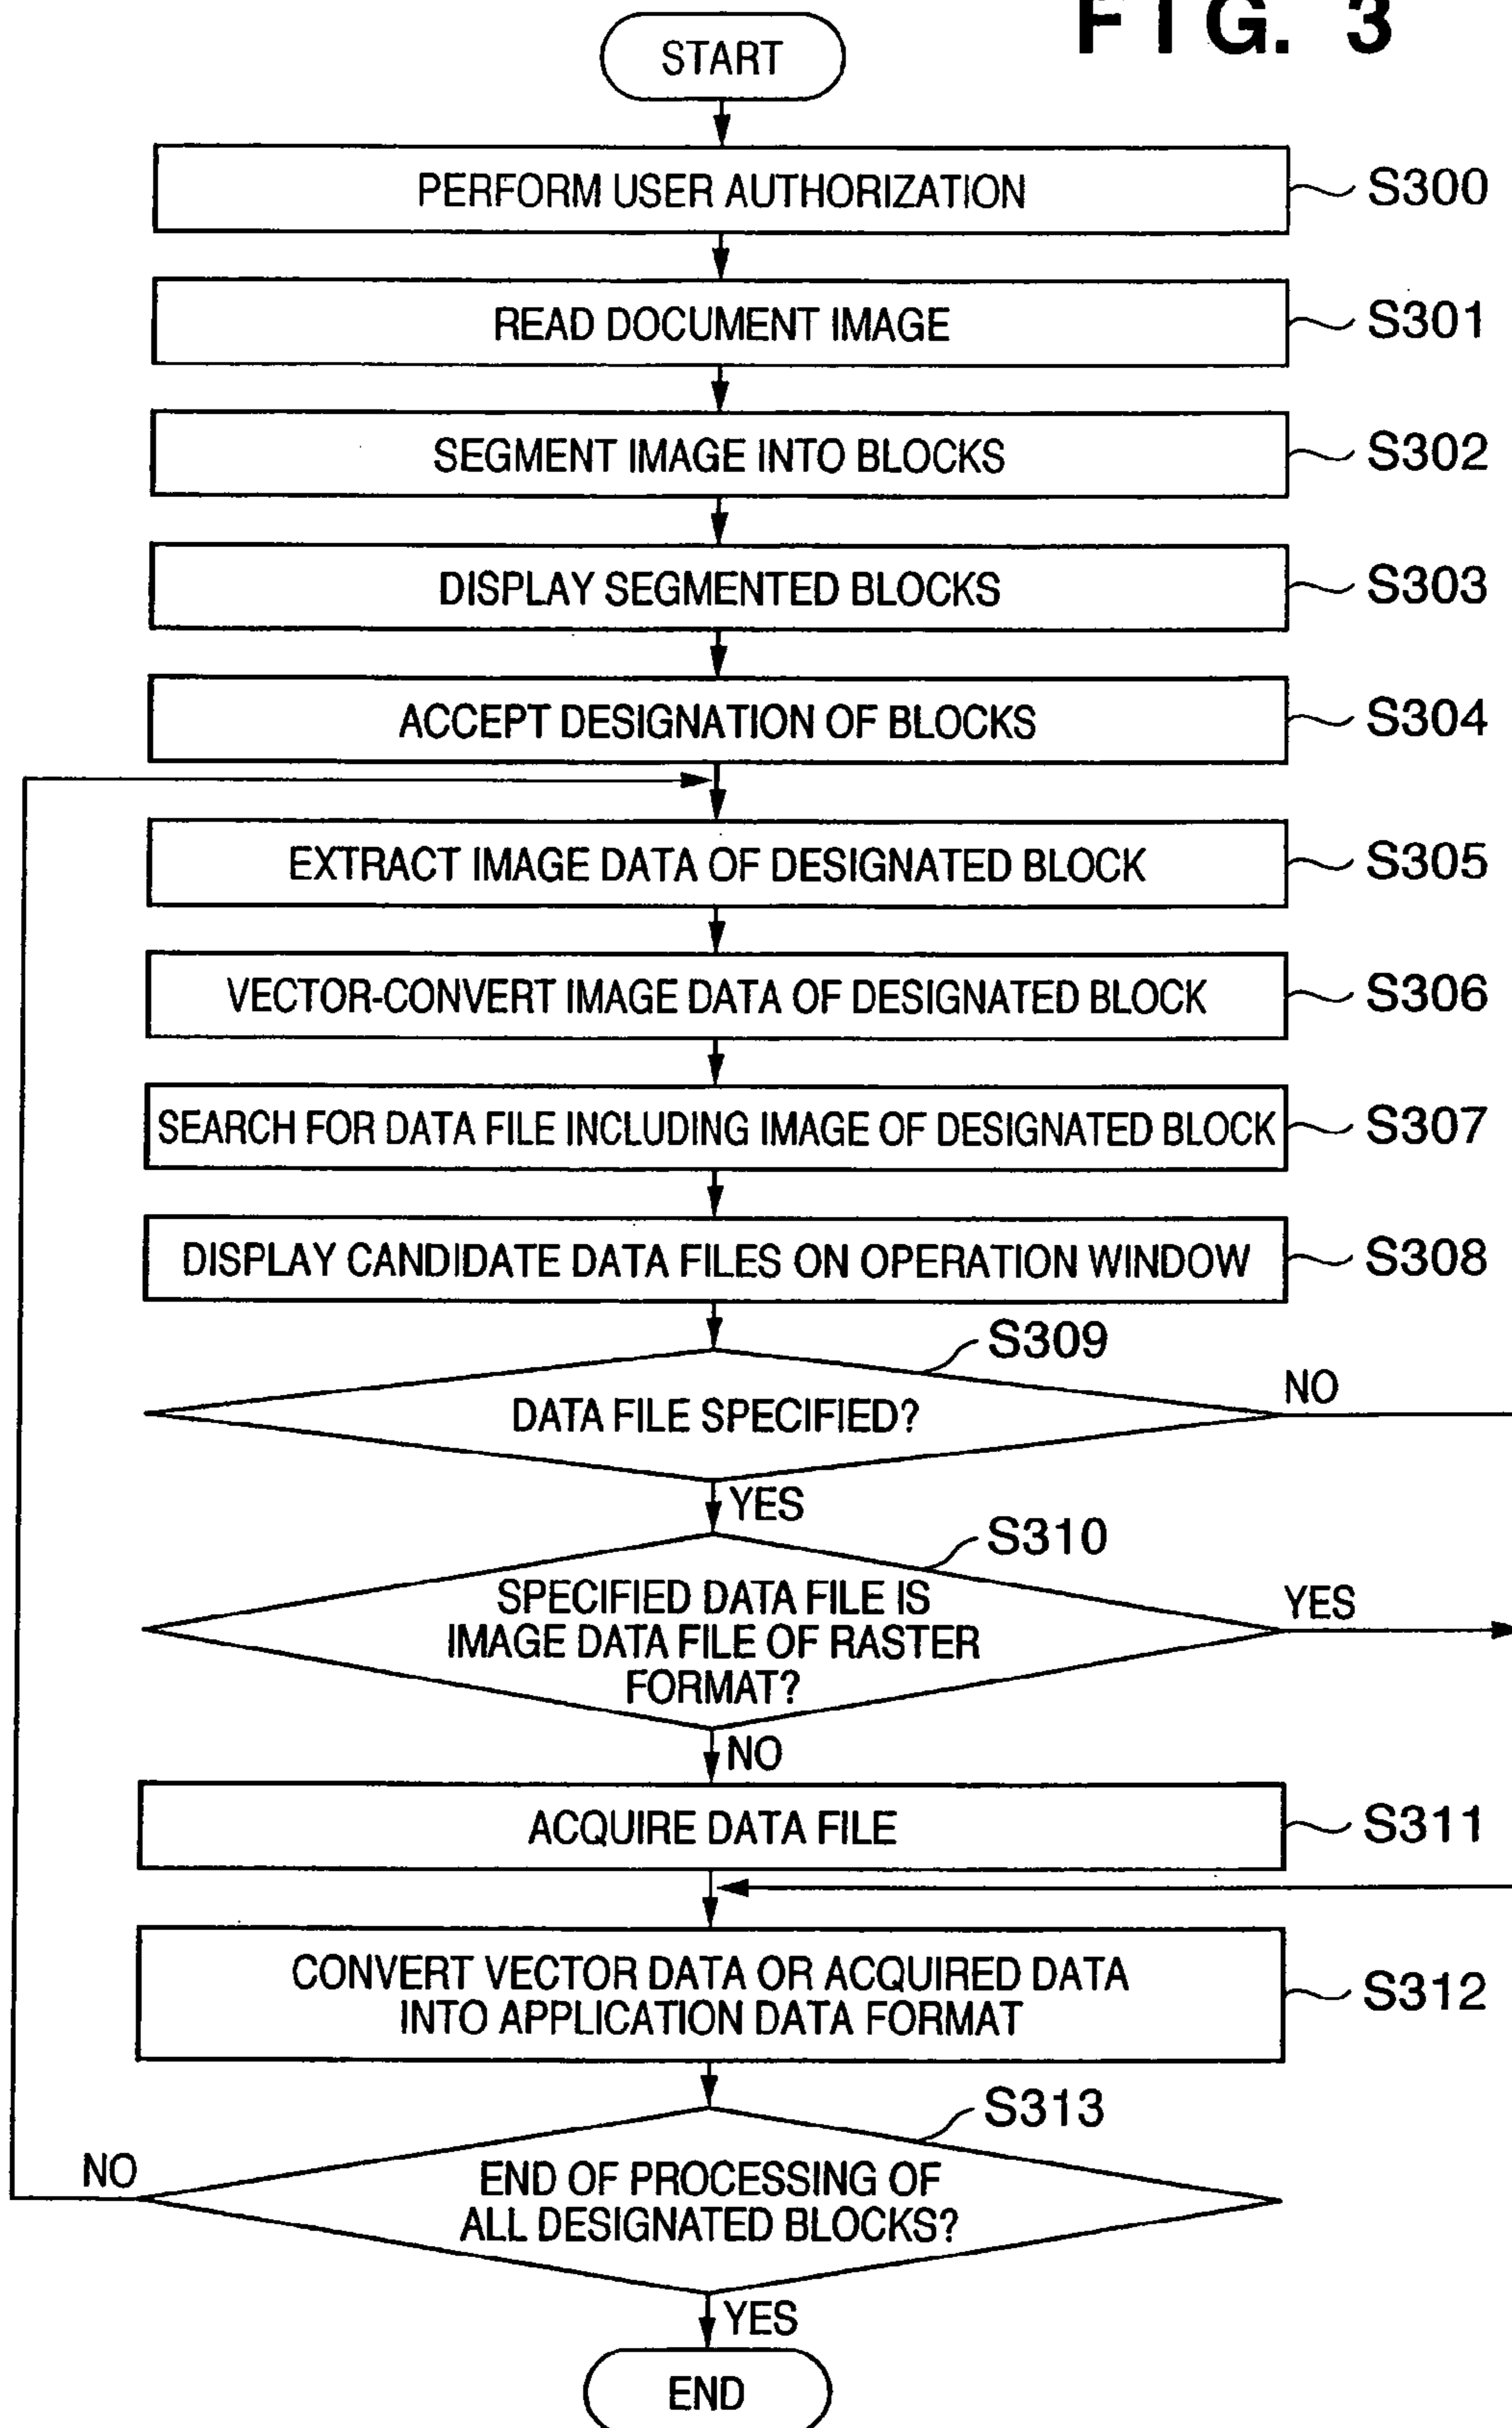 FIG. 3
START
PERFORM USER AUTHORIZATION
S300
READ DOCUMENT IMAGE
S301
SEGMENT IMAGE INTO BLOCKS
S302
DISPLAY SEGMENTED BLOCKS
S303
ACCEPT DESIGNATION OF BLOCKS
S304
EXTRACT IMAGE DATA OF DESIGNATED BLOCK
S305
VECTOR-CONVERT IMAGE DATA OF DESIGNATED BLOCK
S306
SEARCH FOR DATA FILE INCLUDING IMAGE OF DESIGNATED BLOCK
S307
DISPLAY CANDIDATE DATA FILES ON OPERATION WINDOW
S308
S309
DATA FILE SPECIFIED?
NO
YES
S310
SPECIFIED DATA FILE IS
IMAGE DATA FILE OF RASTER
FORMAT?
YES
NO
ACQUIRE DATA FILE
S311
CONVERT VECTOR DATA OR ACQUIRED DATA
INTO APPLICATION DATA FORMAT
S312
S313
END OF PROCESSING OF
ALL DESIGNATED BLOCKS?
NO
YES
END